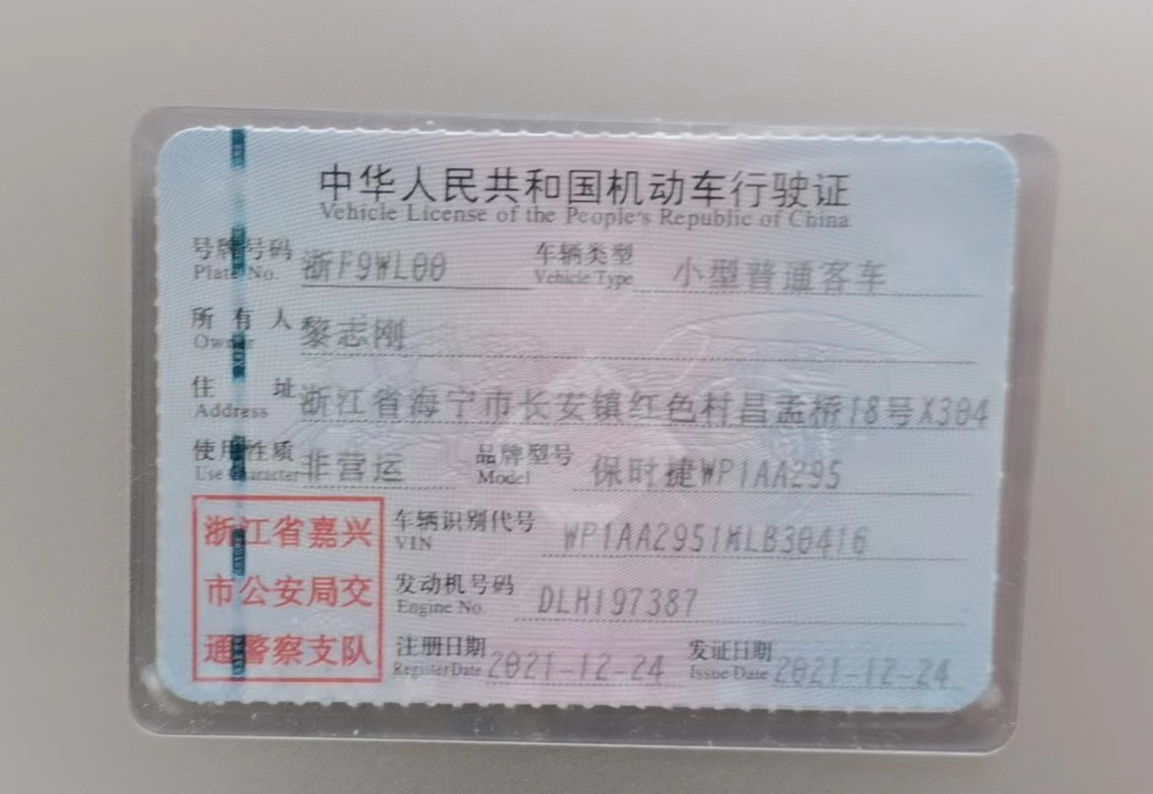 中华人民共和国机动车行驶证
Vehicle License of the People's Republic of China
号牌号码 浙F9WL00 车辆类型 小型普通客车
Plate No. Vehicle Type
所有人 黎志刚
Owner
住址 浙江省海宁市长安镇红色村昌孟桥18号X304
Address
使用性质 非营运 品牌型号 保时捷WP1AA295
Use Character Model
浙江省嘉兴
市公安局交
通警察支队
车辆识别代号 WP1AA2951MLB30416
VIN
发动机号码 DLH197387
Engine No.
注册日期 2021-12-24 发证日期 2021-12-24
Register Date Issue Date